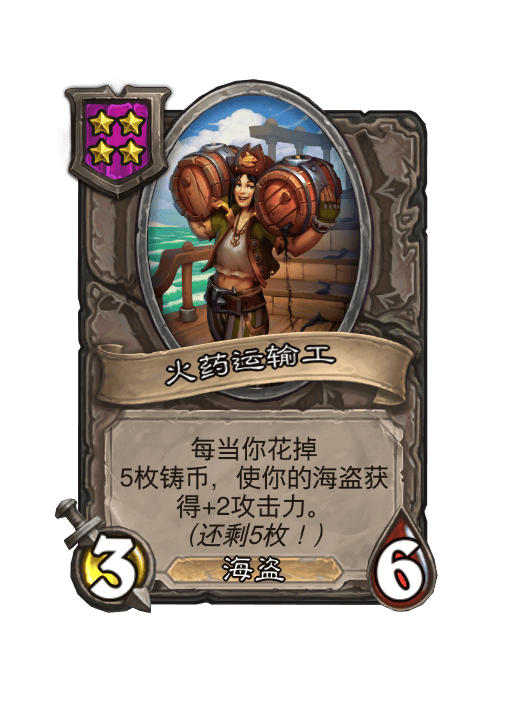 火药运输工
每当你花掉
5枚铸币，使你的海盗获
得+2攻击力。
（还剩5枚！）
3
海盗
6